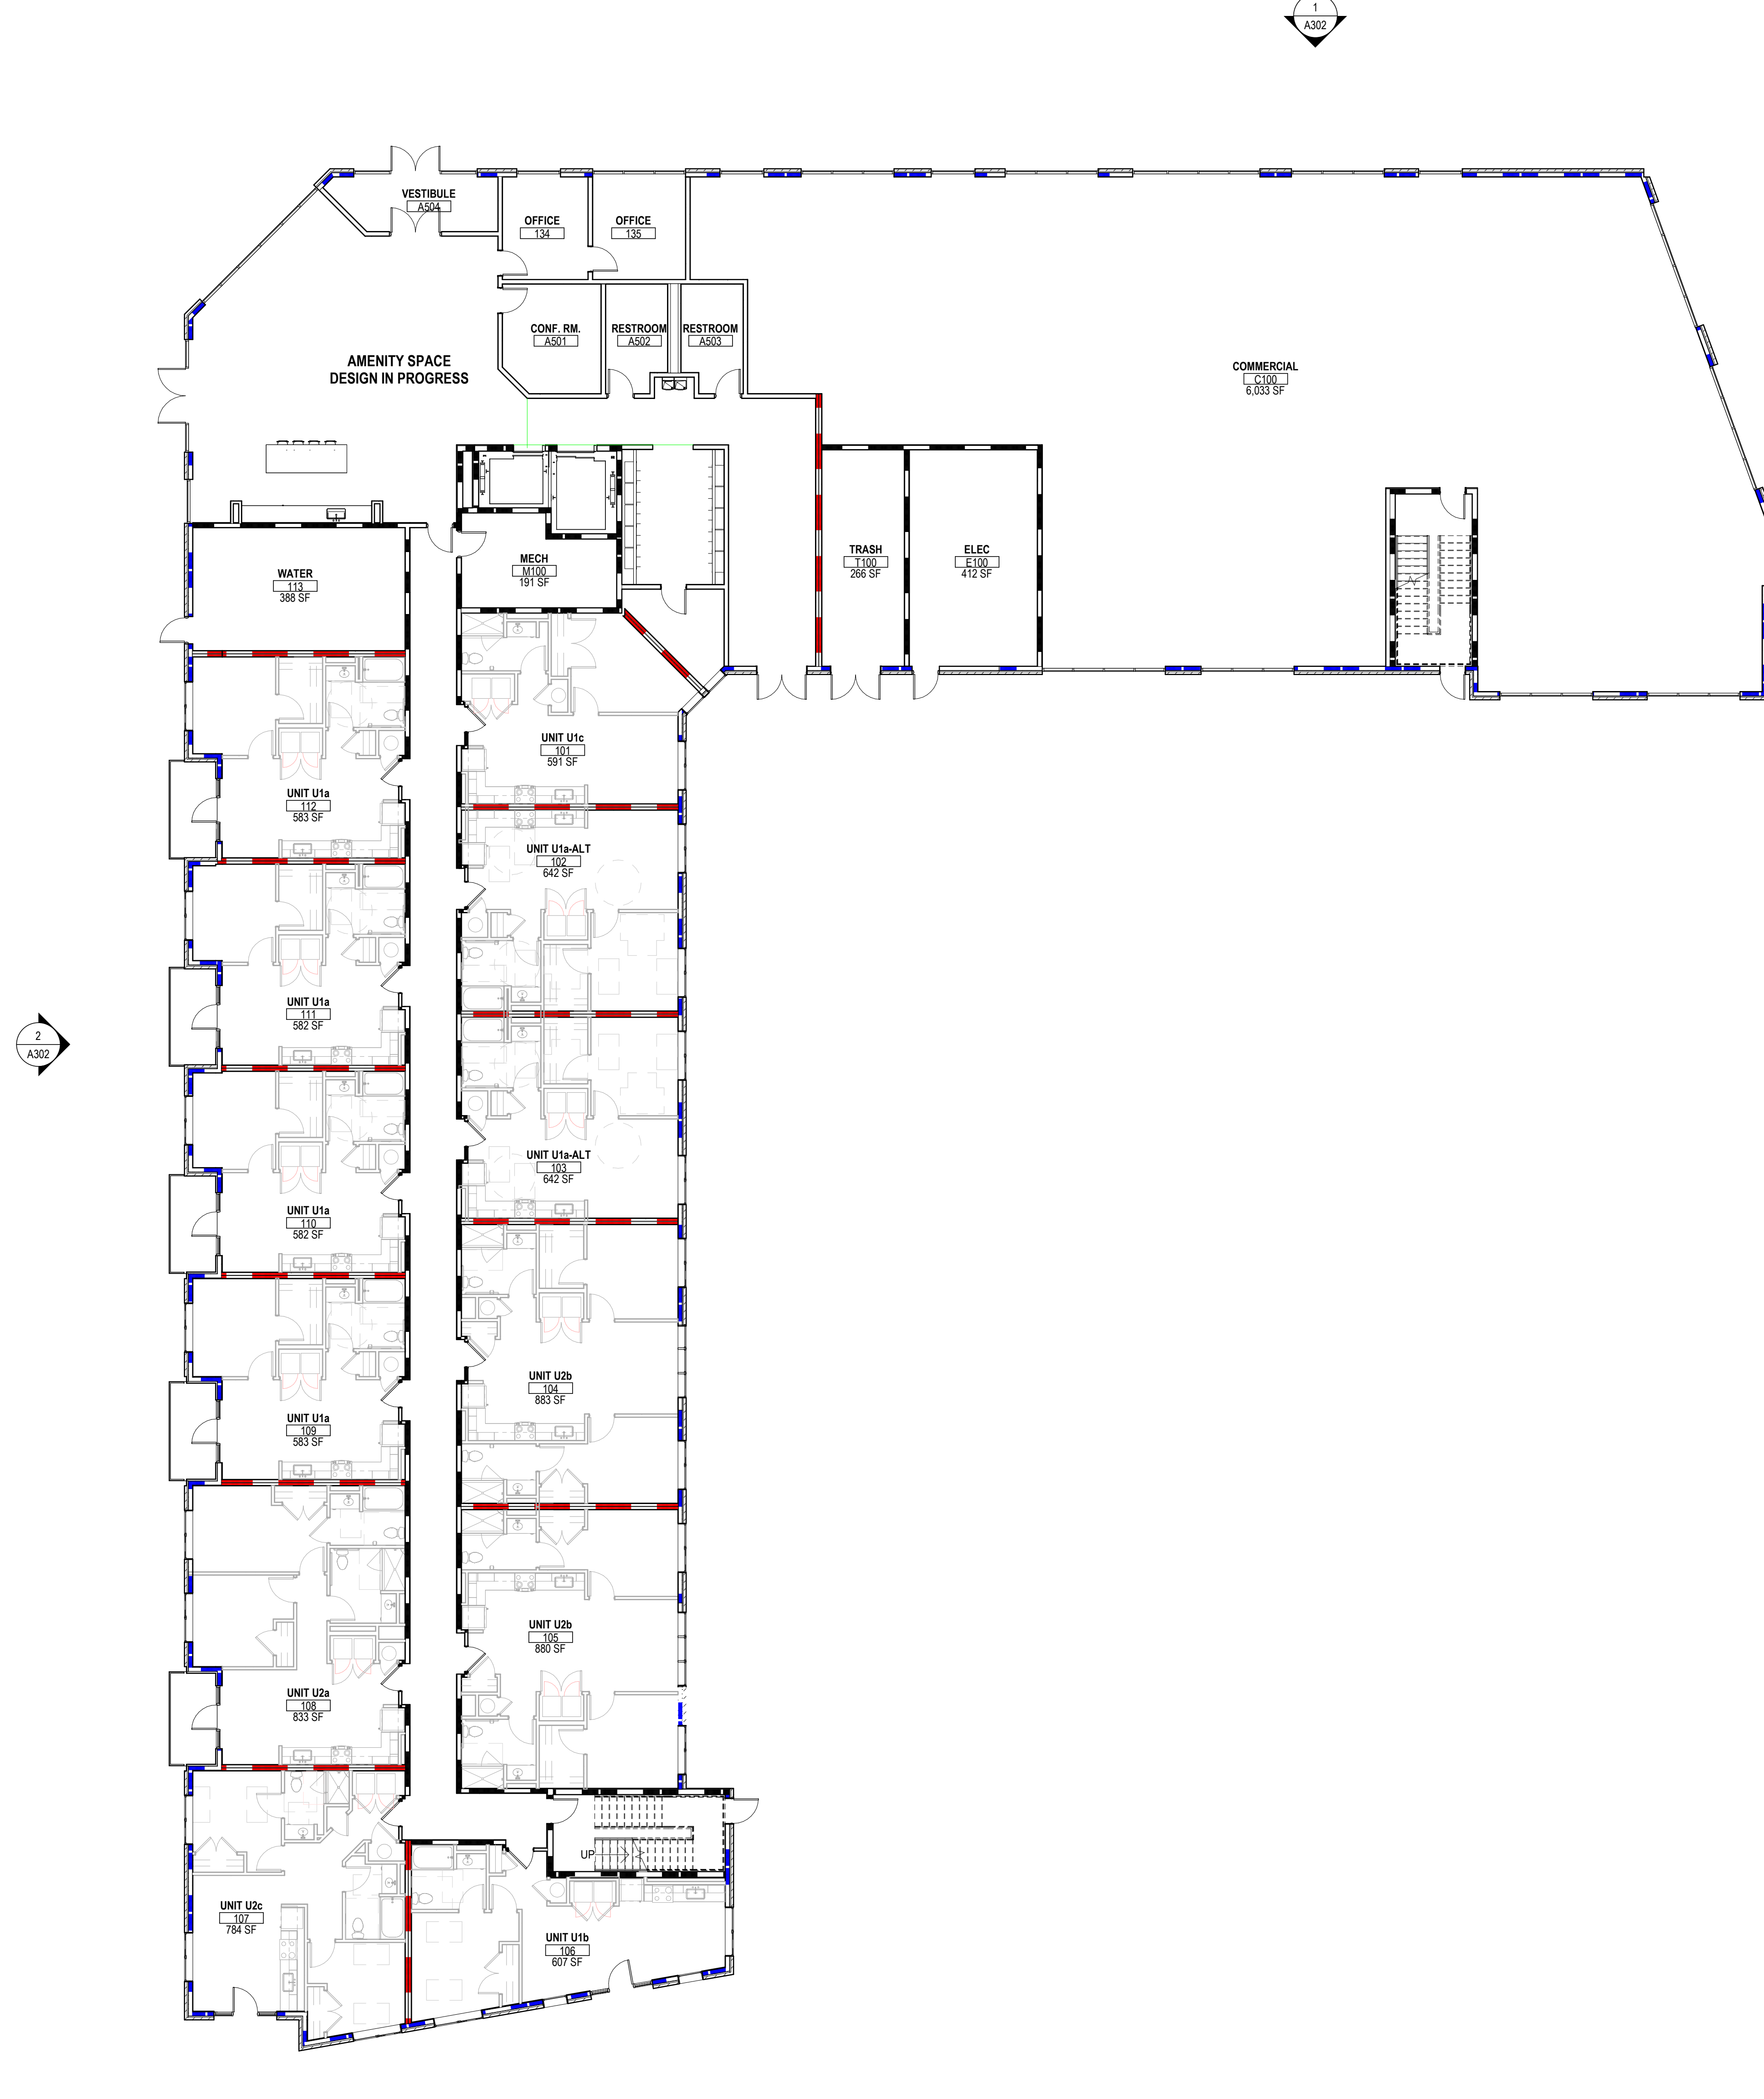 1
A302
VESTIBULE
A504
OFFICE
134
OFFICE
135
CONF. RM.
A501
RESTROOM
A502
RESTROOM
A503
AMENITY SPACE
DESIGN IN PROGRESS
COMMERCIAL
C100
6,033 SF
MECH
M100
191 SF
TRASH
T100
266 SF
ELEC
E100
412 SF
WATER
113
388 SF
UNIT U1c
101
591 SF
UNIT U1a
112
583 SF
UNIT U1a-ALT
102
642 SF
UNIT U1a
111
582 SF
2
A302
UNIT U1a-ALT
103
642 SF
UNIT U1a
110
582 SF
UNIT U2b
104
883 SF
UNIT U1a
109
583 SF
UNIT U2b
105
880 SF
UNIT U2a
108
833 SF
UP
UNIT U2c
107
784 SF
UNIT U1b
106
607 SF